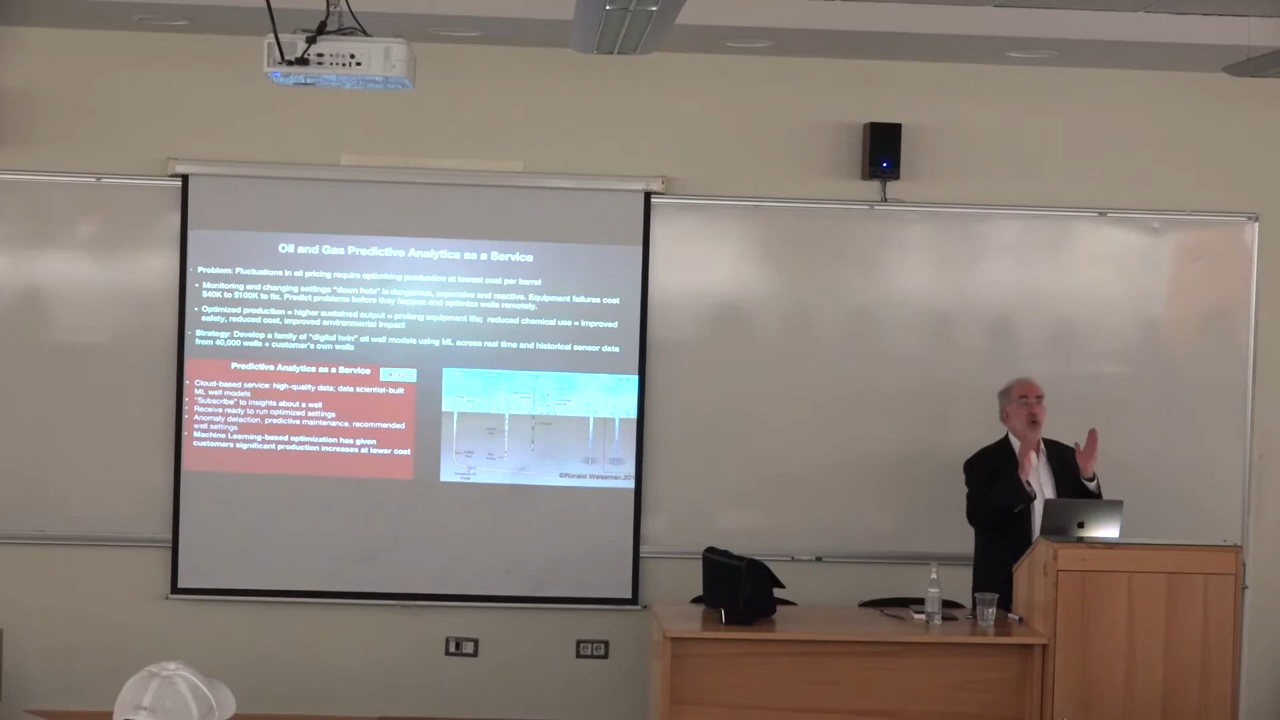 Oil and Gas Predictive Analytics as a Service
• Problem: Fluctuations in oil pricing require optimizing production at lowest cost per barrel
• Monitoring and changing settings "down hole" is dangerous, expensive and reactive. Equipment failures cost
$40K to $100K to fix. Predict problems before they happen and optimize wells remotely.
• Optimized production = higher sustained output = prolong equipment life; reduced chemical use = improved
safety, reduced cost, improved environmental impact
• Strategy: Develop a family of "digital twin" oil well models using ML across real time and historical sensor data
from 40,000 wells + customer's own wells
Predictive Analytics as a Service
• Cloud-based service: high-quality data; data scientist-built
ML well models
• "Subscribe" to insights about a well
• Receive ready to run optimized settings
• Anomaly detection, predictive maintenance, recommended
well settings
• Machine Learning-based optimization has given
customers significant production increases at lower cost
©Ronald Weissman